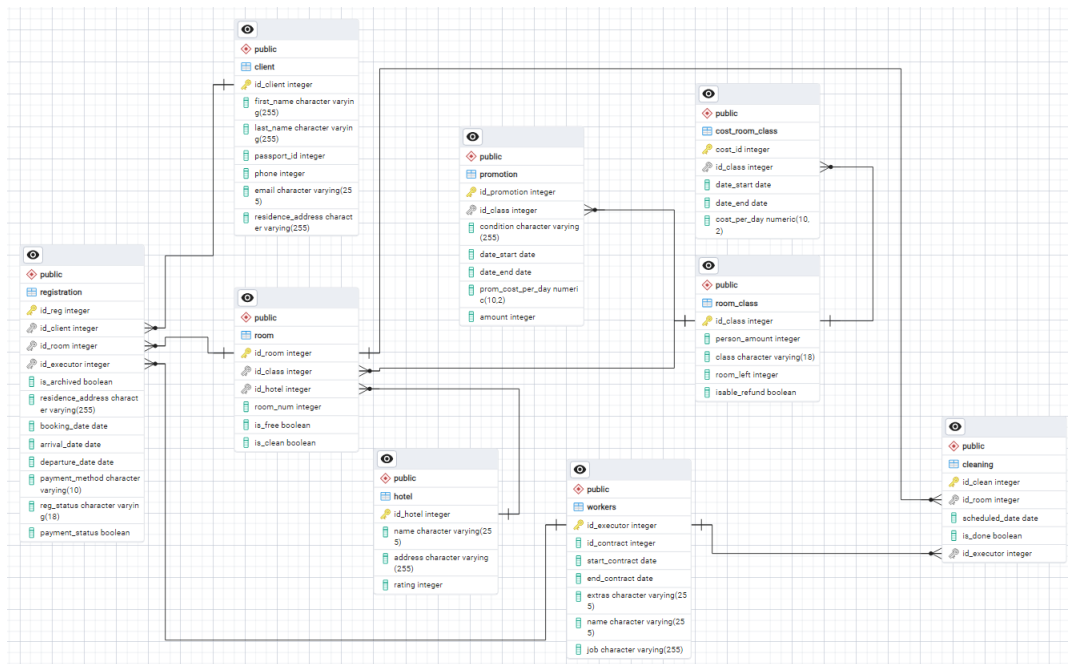 public
client
id_client integer
first_name character varyin
g(255)
last_name character varyin
g(255)
passport_id integer
phone integer
email character varying(25
5)
residence_address charact
er varying(255)
public
cost_room_class
cost_id integer
id_class integer
date_start date
date_end date
cost_per_day numeric(10,
2)
public
promotion
id_promotion integer
id_class integer
condition character varying
(255)
date_start date
date_end date
prom_cost_per_day numeri
c(10,2)
amount integer
public
registration
id_reg integer
id_client integer
id_room integer
id_executor integer
is_archived boolean
residence_address charact
er varying(255)
booking_date date
arrival_date date
departure_date date
payment_method character
varying(10)
reg_status character varyin
g(18)
payment_status boolean
public
room
id_room integer
id_class integer
id_hotel integer
room_num integer
is_free boolean
is_clean boolean
public
room_class
id_class integer
person_amount integer
class character varying(18)
room_left integer
isable_refund boolean
public
hotel
id_hotel integer
name character varying(25
5)
address character varying
(255)
rating integer
public
workers
id_executor integer
id_contract integer
start_contract date
end_contract date
extras character varying(25
5)
name character varying(25
5)
job character varying(255)
public
cleaning
id_clean integer
id_room integer
scheduled_date date
is_done boolean
id_executor integer